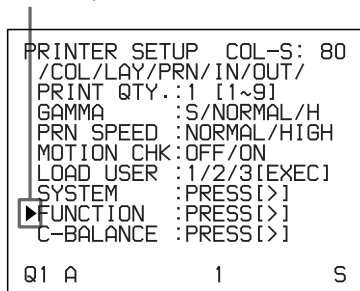 PRINTER SETUP COL-S: 80
/COL/LAY/PRN/IN/OUT/
PRINT QTY.:1 [1~9]
GAMMA :S/NORMAL/H
PRN SPEED :NORMAL/HIGH
MOTION CHK:OFF/ON
LOAD USER :1/2/3[EXEC]
SYSTEM :PRESS[>]
▶FUNCTION :PRESS[>]
C-BALANCE :PRESS[>]
Q1 A 1 S